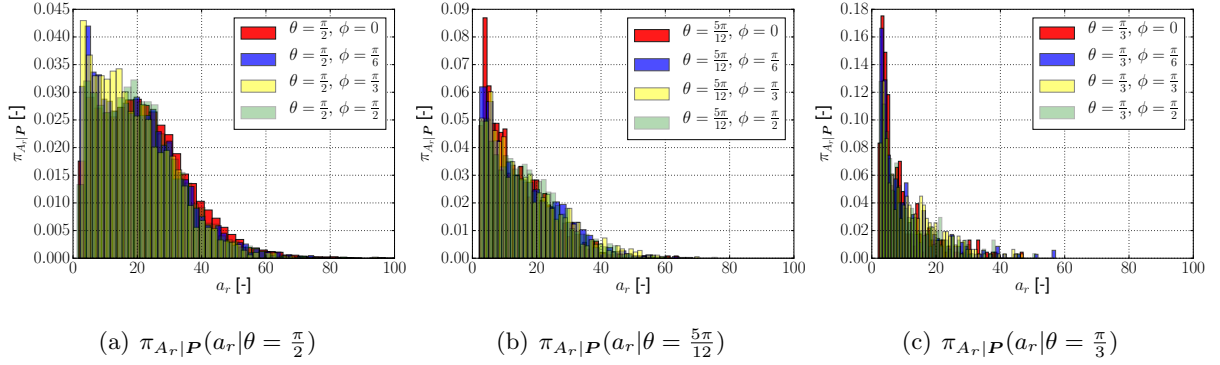 0.045
0.040
0.035
0.030
0.025
0.020
0.015
0.010
0.005
0.000
π_{A_r|P} [-]
0 20 40 60 80 100
a_r [-]
θ = π/2, φ = 0
θ = π/2, φ = π/6
θ = π/2, φ = π/3
θ = π/2, φ = π/2
(a) π_{A_r|P}(a_r|θ = π/2)
0.09
0.08
0.07
0.06
0.05
0.04
0.03
0.02
0.01
0.00
π_{A_r|P} [-]
0 20 40 60 80 100
a_r [-]
θ = 5π/12, φ = 0
θ = 5π/12, φ = π/6
θ = 5π/12, φ = π/3
θ = 5π/12, φ = π/2
(b) π_{A_r|P}(a_r|θ = 5π/12)
0.18
0.16
0.14
0.12
0.10
0.08
0.06
0.04
0.02
0.00
π_{A_r|P} [-]
0 20 40 60 80 100
a_r [-]
θ = π/3, φ = 0
θ = π/3, φ = π/6
θ = π/3, φ = π/3
θ = π/3, φ = π/2
(c) π_{A_r|P}(a_r|θ = π/3)